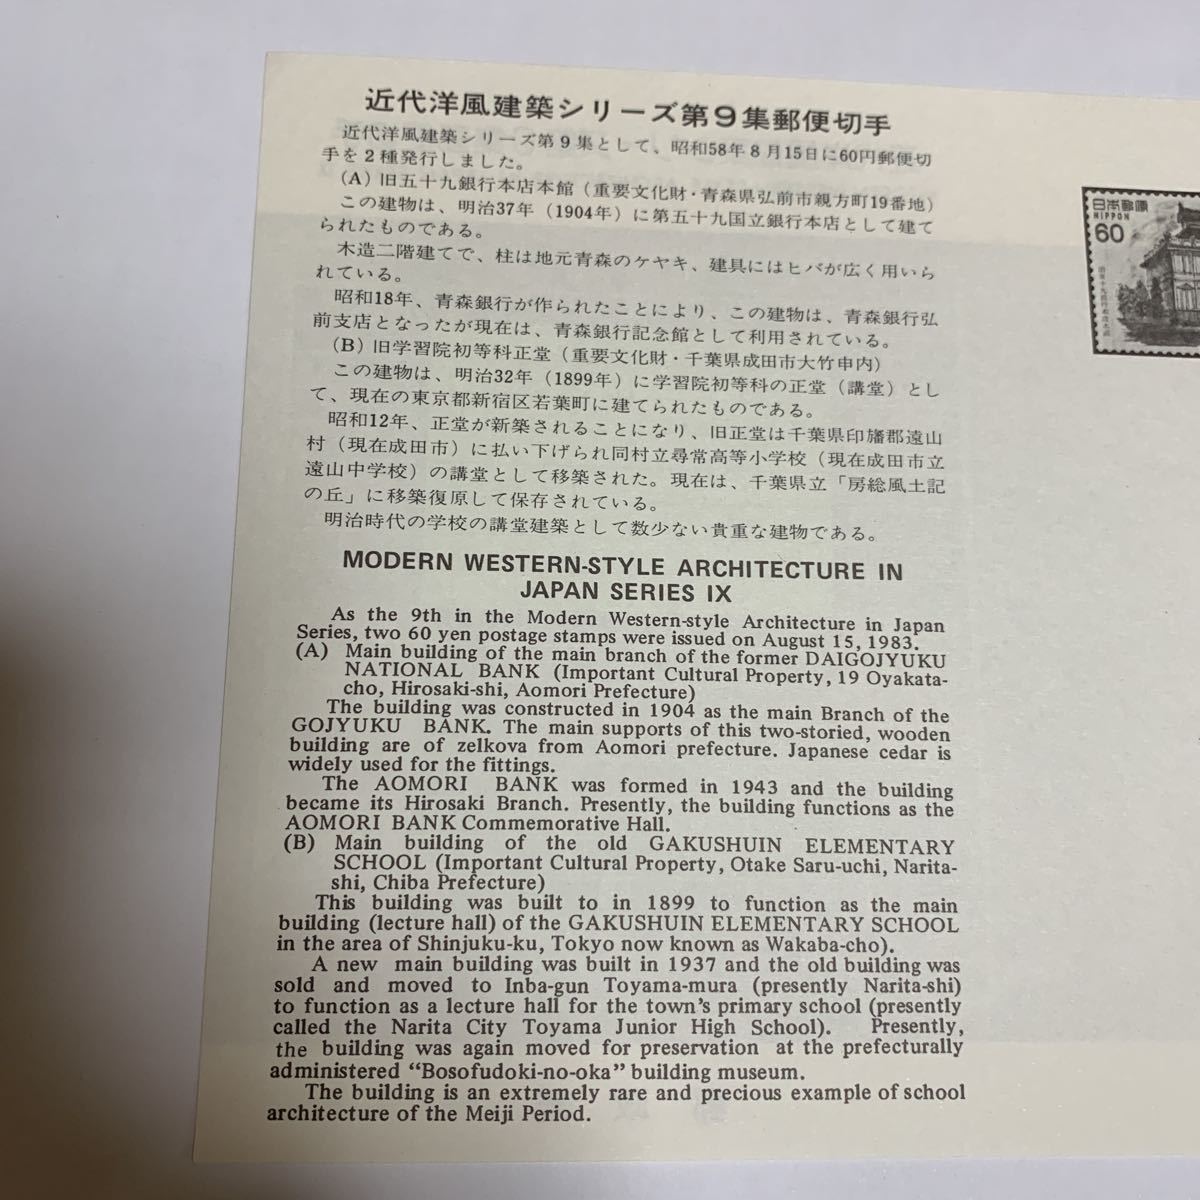 近代洋風建築シリーズ第9集郵便切手
近代洋風建築シリーズ第9集として、昭和58年8月15日に60円郵便切
手を2種発行しました。
(A) 旧五十九銀行本店本館（重要文化財・青森県弘前市親方町19番地）
この建物は、明治37年（1904年）に第五十九国立銀行本店として建て
られたものである。
木造二階建てで、柱は地元青森のケヤキ、建具にはヒバが広く用いら
れている。
昭和18年、青森銀行が作られたことにより、この建物は、青森銀行弘
前支店となったが現在は、青森銀行記念館として利用されている。
(B) 旧学習院初等科正堂（重要文化財・千葉県成田市大竹申内）
この建物は、明治32年（1899年）に学習院初等科の正堂（講堂）とし
て、現在の東京都新宿区若葉町に建てられたものである。
昭和12年、正堂が新築されることになり、旧正堂は千葉県印旛郡遠山
村（現在成田市）に払い下げられ同村立尋常高等小学校（現在成田市立
遠山中学校）の講堂として移築された。現在は、千葉県立「房総風土記
の丘」に移築復原して保存されている。
明治時代の学校の講堂建築として数少ない貴重な建物である。
MODERN WESTERN-STYLE ARCHITECTURE IN
JAPAN SERIES IX
As the 9th in the Modern Western-style Architecture in Japan
Series, two 60 yen postage stamps were issued on August 15, 1983.
(A) Main building of the main branch of the former DAIGOJYUKU
NATIONAL BANK (Important Cultural Property, 19 Oyakata-
cho, Hirosaki-shi, Aomori Prefecture)
The building was constructed in 1904 as the main Branch of the
GOJYUKU BANK. The main supports of this two-storied, wooden
building are of zelkova from Aomori prefecture. Japanese cedar is
widely used for the fittings.
The AOMORI BANK was formed in 1943 and the building
became its Hirosaki Branch. Presently, the building functions as the
AOMORI BANK Commemorative Hall.
(B) Main building of the old GAKUSHUIN ELEMENTARY
SCHOOL (Important Cultural Property, Otake Saru-uchi, Narita-
shi, Chiba Prefecture)
This building was built to in 1899 to function as the main
building (lecture hall) of the GAKUSHUIN ELEMENTARY SCHOOL
in the area of Shinjuku-ku, Tokyo now known as Wakaba-cho).
A new main building was built in 1937 and the old building was
sold and moved to Inba-gun Toyama-mura (presently Narita-shi)
to function as a lecture hall for the town's primary school (presently
called the Narita City Toyama Junior High School). Presently,
the building was again moved for preservation at the prefecturally
administered "Bosofudoki-no-oka" building museum.
The building is an extremely rare and precious example of school
architecture of the Meiji Period.
日本郵便
NIPPON
60